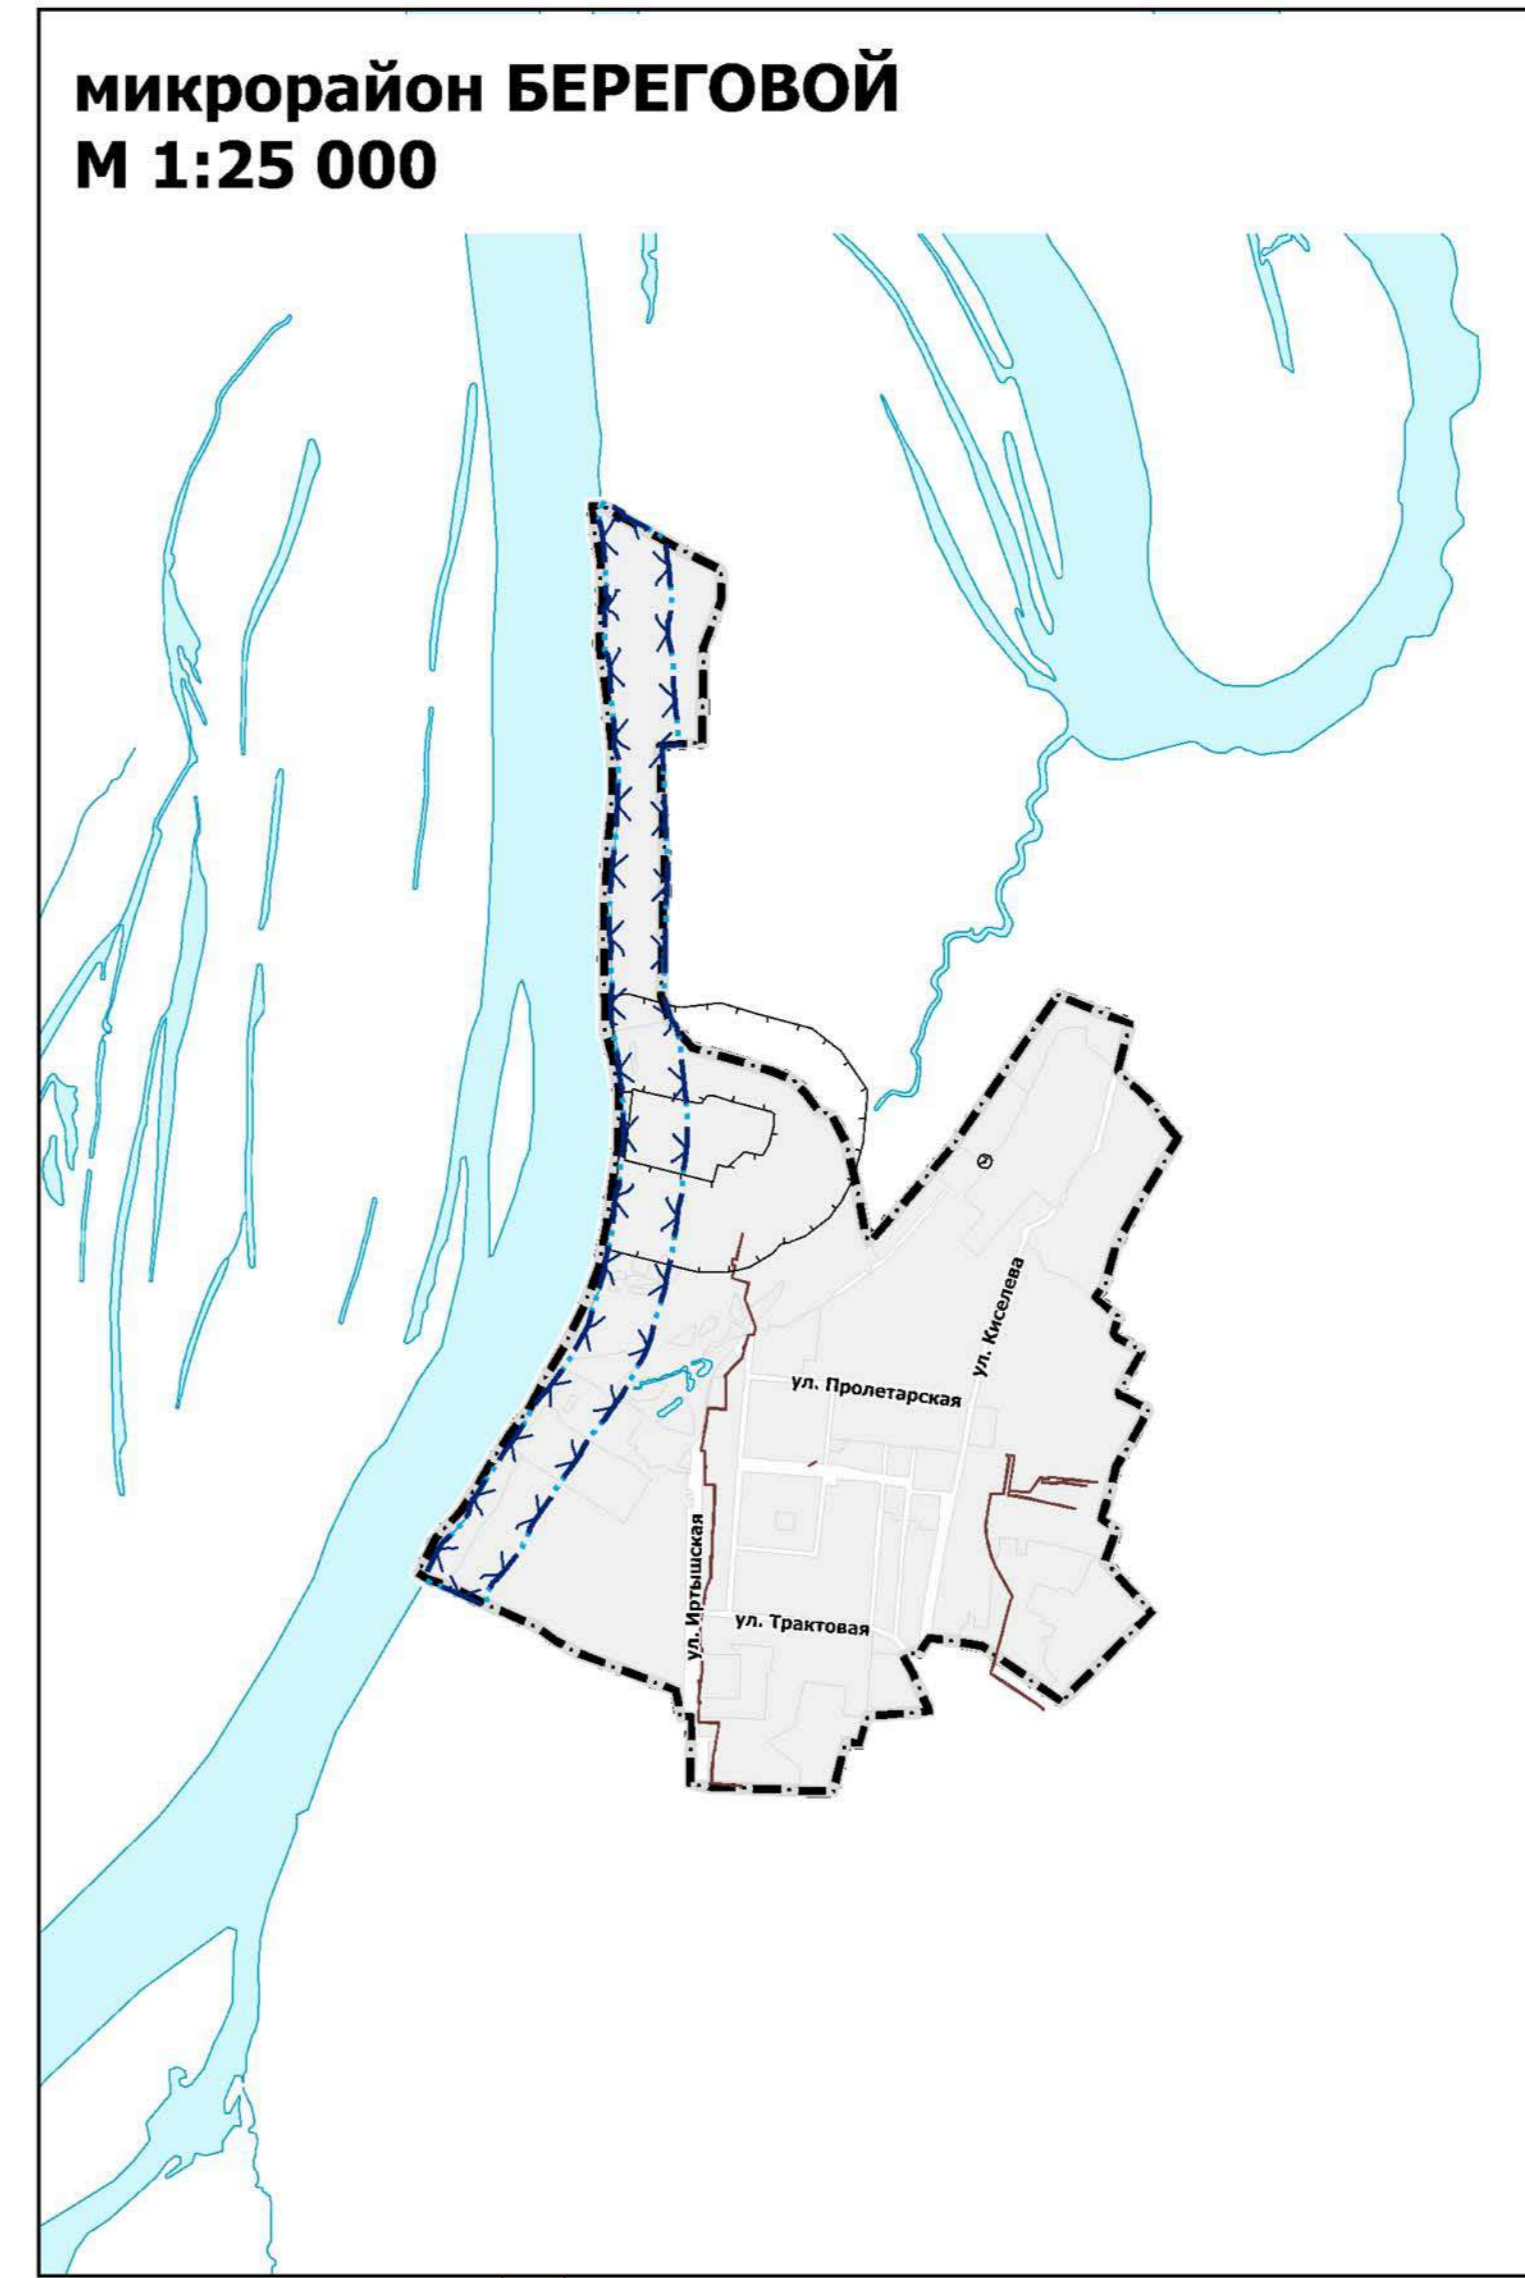 микрорайон БЕРЕГОВОЙ
М 1:25 000
ул. Киселева
ул. Пролетарская
ул. Иртышская
ул. Трактовая